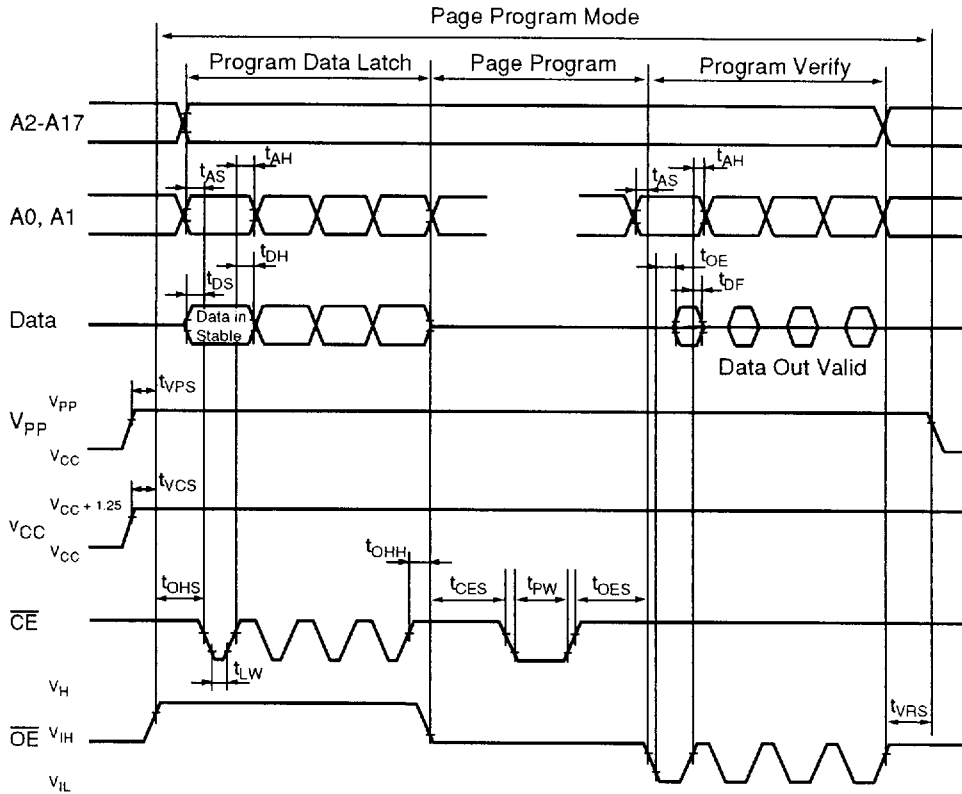 Page Program Mode
Program Data Latch Page Program Program Verify
A2-A17
tAS tAH tAS tAH
A0, A1
tDH tOE
tDS tDF
Data Data in Stable
Data Out Valid
tVPS
VPP
VPP
VCC
tVCS
VCC + 1.25
VCC
VCC
tOHH
tOHS tCES tPW tOES
CE
tLW
VH
tVRS
OE VIH
VIL